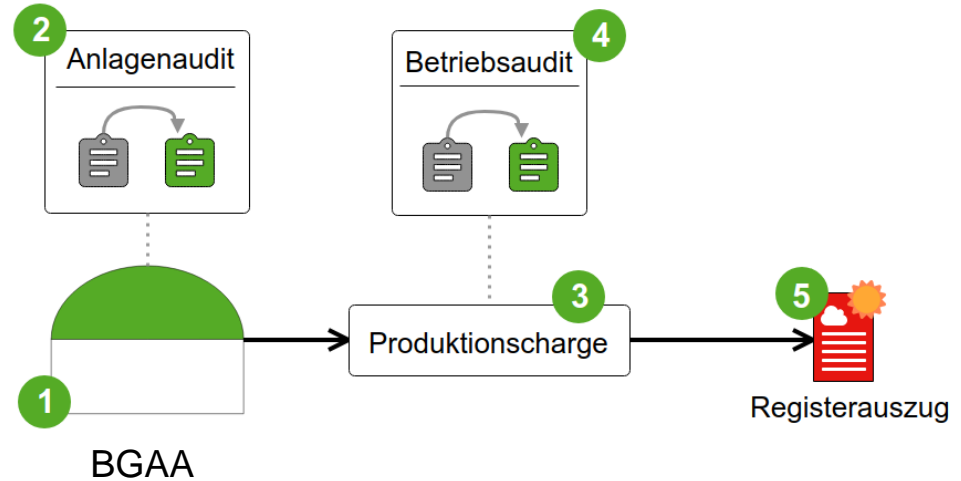 2
Anlagenaudit
4
Betriebsaudit
1
BGAA
3
Produktionscharge
5
Registerauszug